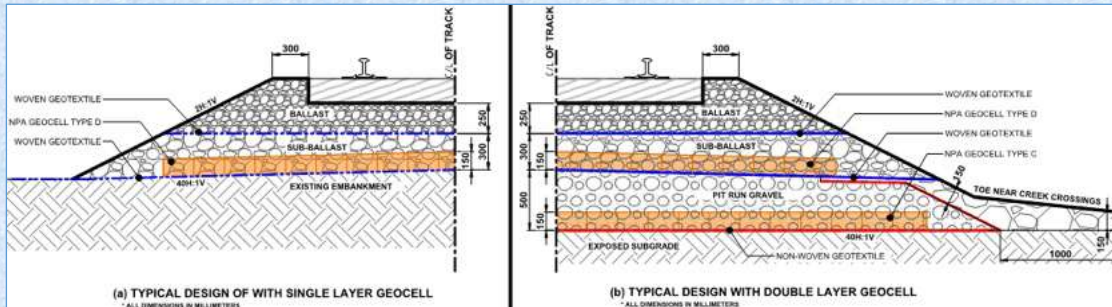 300
C/L OF TRACK
WOVEN GEOTEXTILE
2H:1V
BALLAST
250
NPA GEOCELL TYPE D
WOVEN GEOTEXTILE
SUB-BALLAST
300
150
40H:1V
EXISTING EMBANKMENT
(a) TYPICAL DESIGN OF WITH SINGLE LAYER GEOCELL
* ALL DIMENSIONS IN MILLIMETERS
C/L OF TRACK
300
2H:1V
WOVEN GEOTEXTILE
BALLAST
250
NPA GEOCELL TYPE D
WOVEN GEOTEXTILE
SUB-BALLAST
300
150
NPA GEOCELL TYPE C
150
TOE NEAR CREEK CROSSINGS
PIT RUN GRAVEL
500
150
150
EXPOSED SUBGRADE
40H:1V
1000
NON-WOVEN GEOTEXTILE
(b) TYPICAL DESIGN WITH DOUBLE LAYER GEOCELL
* ALL DIMENSIONS IN MILLIMETERS